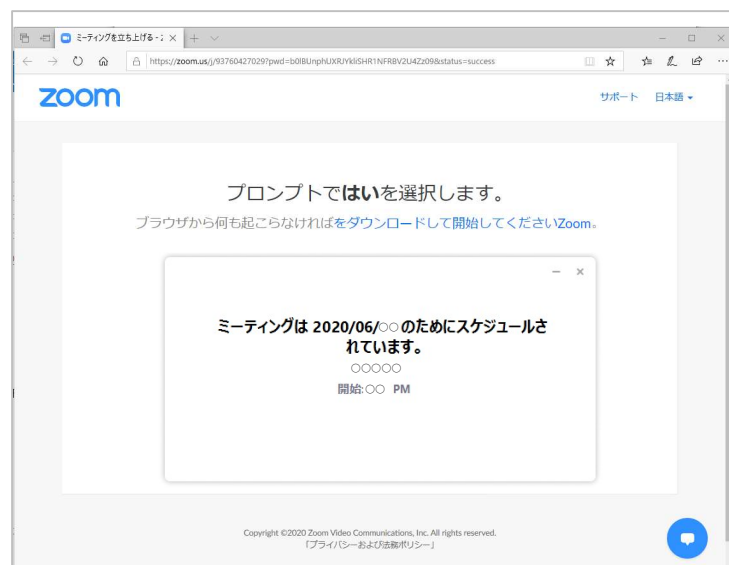 ミーティングを立ち上げる - Z
https://zoom.us/j/93760427029?pwd=b0lBUnphUXRJYkliSHR1NFRBV2U4Zz09&status=success
zoom
サポート 日本語
プロンプトではいを選択します。
ブラウザから何も起こらなければをダウンロードして開始してくださいZoom。
ミーティングは 2020/06/○○のためにスケジュールさ
れています。
○○○○○
開始:○○ PM
Copyright ©2020 Zoom Video Communications, Inc. All rights reserved.
「プライバシーおよび法務ポリシー」